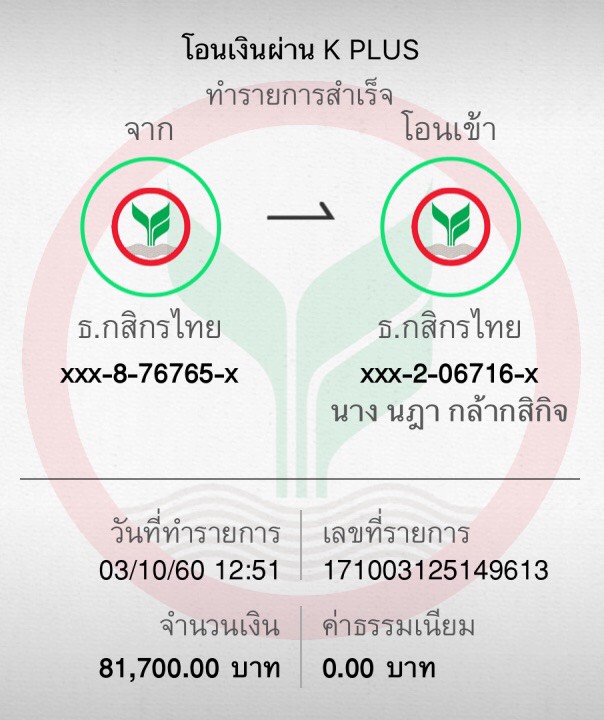 โอนเงินผ่าน K PLUS
ทำรายการสำเร็จ
จาก
โอนเข้า
ธ.กสิกรไทย
ธ.กสิกรไทย
xxx-8-76765-x
xxx-2-06716-x
นาง นฎา กล้ากสิกิจ
วันที่ทำรายการ
เลขที่รายการ
03/10/60 12:51
171003125149613
จำนวนเงิน
ค่าธรรมเนียม
81,700.00 บาท
0.00 บาท